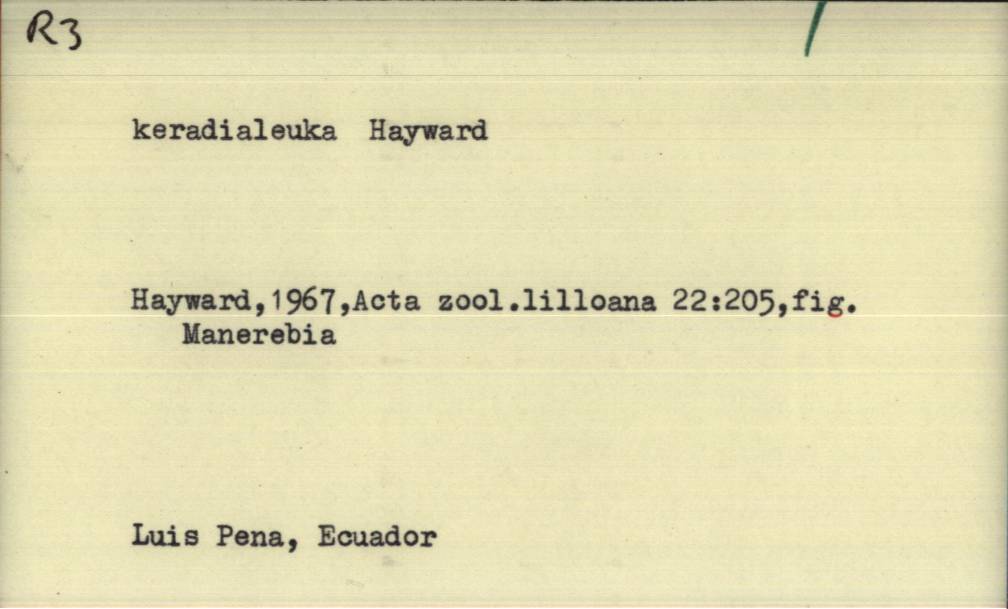 R3
keradialeuka Hayward
Hayward,1967,Acta zool.lilloana 22:205,fig.
Manerebia
Luis Pena, Ecuador